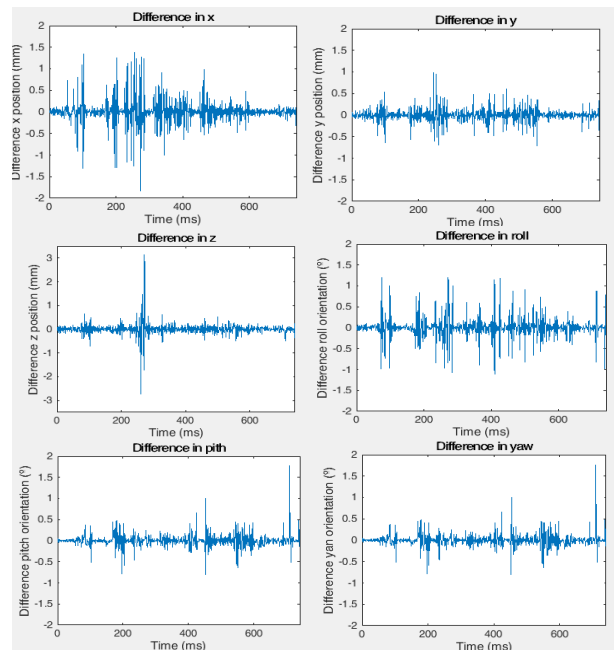 Difference in x
Difference x position (mm)
2
1.5
1
0.5
0
0.5
1
1.5
2
0 200 400 600
Time (ms)
Difference in y
Difference y position (mm)
2
1.5
1
0.5
0
-0.5
-1
-1.5
-2
0 200 400 600
Time (ms)
Difference in z
Difference z position (mm)
3
2
1
0
-1
-2
-3
0 200 400 600
Time (ms)
Difference in roll
Difference roll orientation (º)
2
1.5
1
0.5
0
-0.5
-1
-1.5
-2
0 200 400 600
Time (ms)
Difference in pith
Difference pitch orientation (º)
2
1.5
1
0.5
0
-0.5
-1
-1.5
-2
0 200 400 600
Time (ms)
Difference in yaw
Difference yan orientation (º)
2
1.5
1
0.5
0
-0.5
-1
-1.5
-2
0 200 400 600
Time (ms)